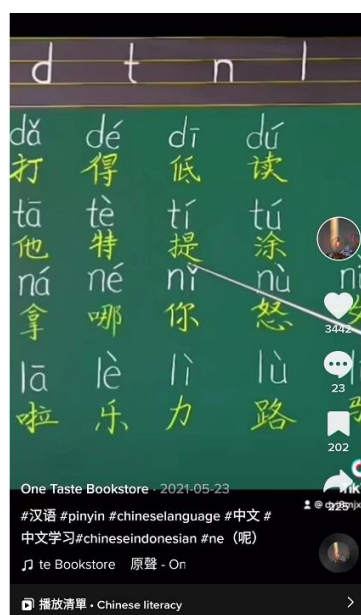 d t n l
dǎ dé dī dú
打 得 低 读
tā tè tí tú
他 特 提 涂
ná né nǐ nù
拿 哪 你 怒
lā lè lì lù
啦 乐 力 路
3442
23
202
225
One Taste Bookstore · 2021-05-23
#汉语 #pinyin #chineselanguage #中文 #
中文学习#chineseindonesian #ne（呢）
te Bookstore 原聲 - On
播放清單 • Chinese literacy